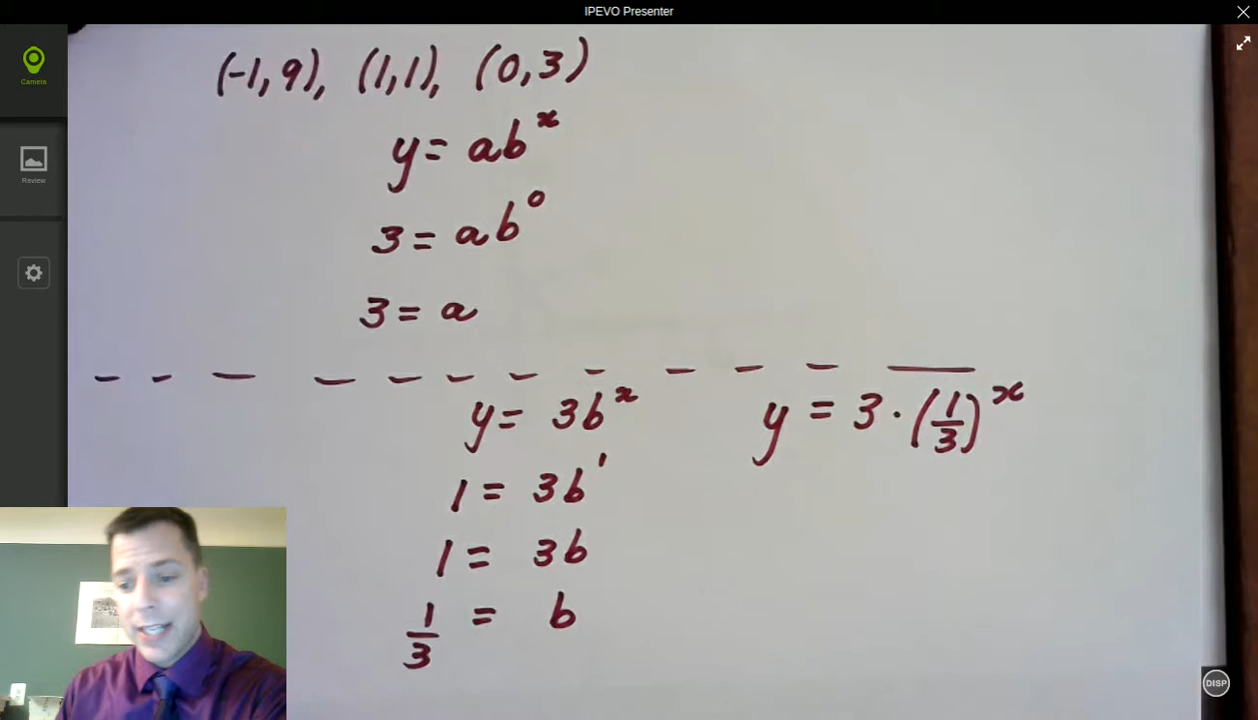 IPEVO Presenter
Camera
Review
(-1,9), (1,1), (0,3)
y = ab^x
3 = ab^0
3 = a
y = 3b^x
y = 3·(1/3)^x
1 = 3b^1
1 = 3b
1/3 = b
DISP